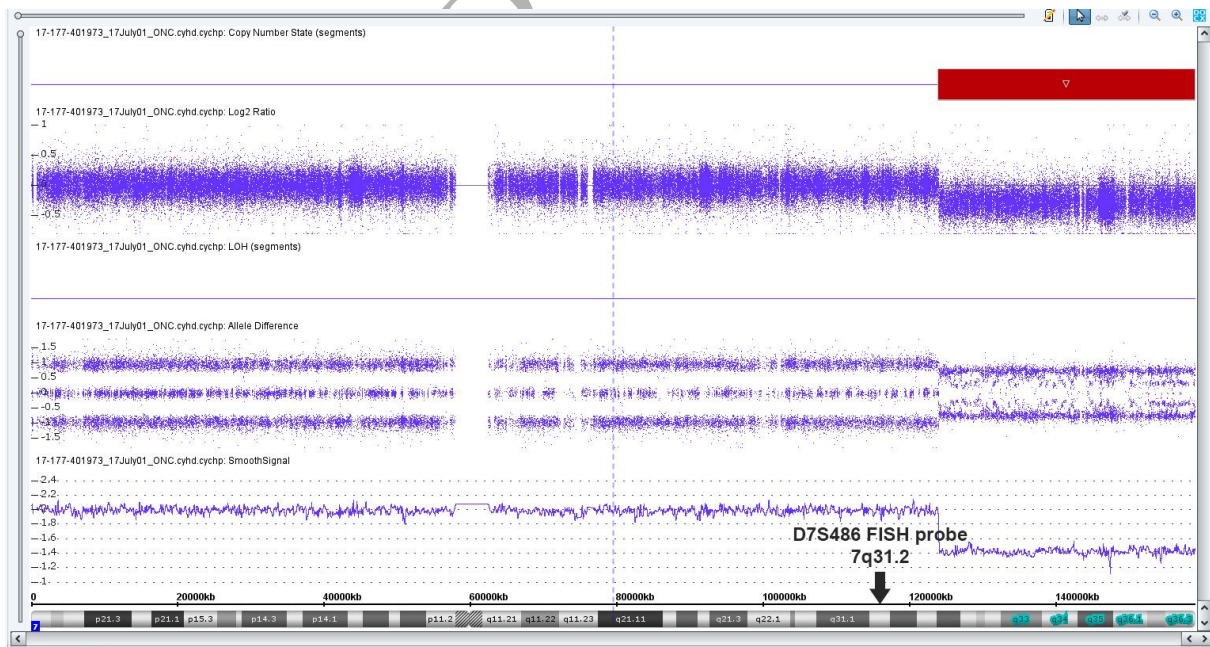 17-177-401973_17July01_ONC.cyhd.cychp: Copy Number State (segments)
17-177-401973_17July01_ONC.cyhd.cychp: Log2 Ratio
1
0.5
-0.5
17-177-401973_17July01_ONC.cyhd.cychp: LOH (segments)
17-177-401973_17July01_ONC.cyhd.cychp: Allele Difference
1.5
1
0.5
0
-0.5
-1
-1.5
17-177-401973_17July01_ONC.cyhd.cychp: SmoothSignal
2.4
2.2
1.8
1.6
1.4
1.2
1
D7S486 FISH probe
7q31.2
0 20000kb 40000kb 60000kb 80000kb 100000kb 120000kb 140000kb
7 p21.3 p21.1 p15.3 p14.3 p14.1 p11.2 q11.21 q11.22 q11.23 q21.11 q21.3 q22.1 q31.1 q33 q34 q35 q36.1 q36.3